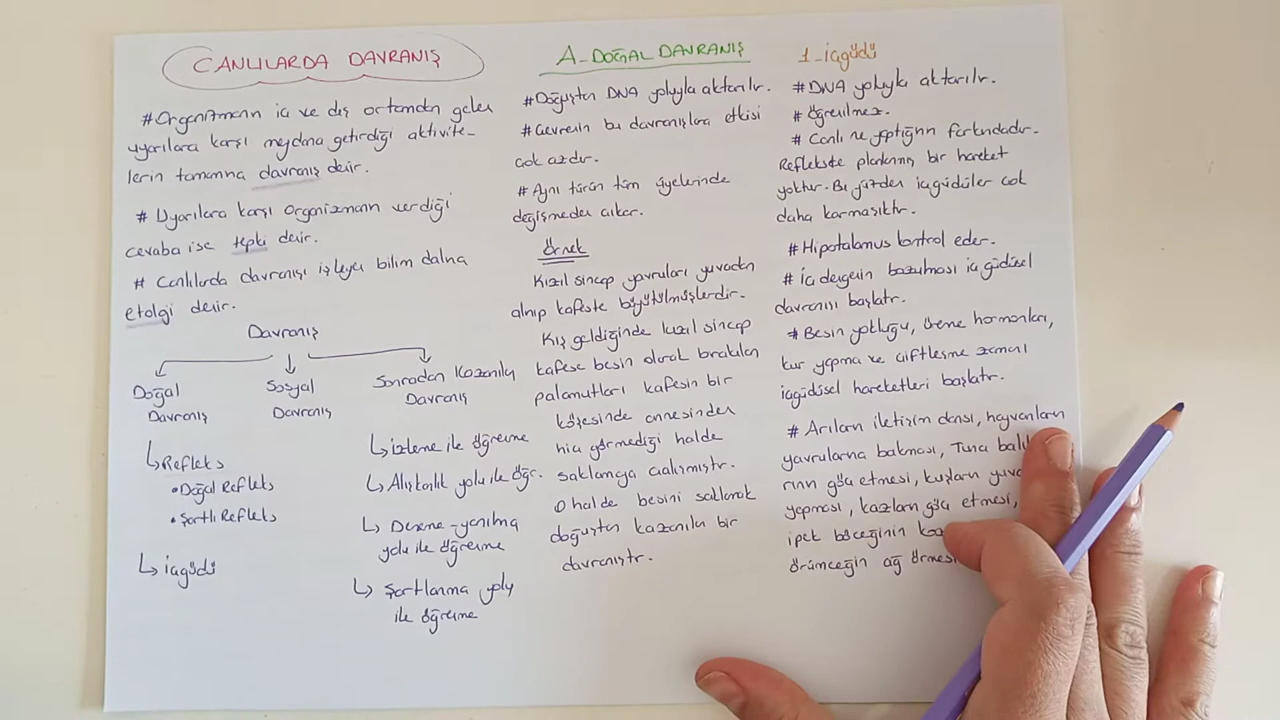 CANLILARDA DAVRANIŞ
#Organizmanın iç ve dış ortamdan gelen
uyarılara karşı meydana getirdiği aktivite-
lerin tamamına davranış denir.
# Uyarılara karşı organizmanın verdiği
cevaba ise tepki denir.
# Canlılarda davranışı işleyen bilim dalına
etolgi denir.
Davranış
Doğal Davranış
Sosyal Davranış
Sonradan Kazanılan Davranış
↳Refleks
•Doğal Refleks
•Şartlı Refleks
↳ İçgüdü
↳İzleme ile öğrenme
↳Alışkanlık yolu ile öğr.
↳ Deneme-yanılma
yolu ile öğrenme
↳ Şartlanma yolu
ile öğrenme
A-DOĞAL DAVRANIŞ
#Doğuştan DNA yoluyla aktarılır.
#Çevrenin bu davranışlara etkisi
çok azdır.
# Aynı türün tüm üyelerinde
değişmeden çıkar.
Örnek
Kızıl sincap yavruları yuvadan
alınıp kafeste büyütülmüşlerdir.
Kış geldiğinde kızıl sincap
kafese besin olarak bırakılan
palamutları kafesin bir
köşesinde annesinden
hiç görmediği halde
saklamaya çalışmıştır.
O halde besini saklamak
doğuştan kazanılan bir
davranıştır.
1-İçgüdü
# DNA yoluyla aktarılır.
# Öğrenilmez.
# Canlı ne yaptığının farkındadır.
Reflekste planlanmış bir hareket
yoktur. Bu yüzden içgüdüler çok
daha karmaşıktır.
# Hipotalamus kontrol eder.
# İç dengenin bozulması içgüdüsel
davranışı başlatır.
# Besin yokluğu, üreme hormonları,
kur yapma ve çiftleşme zamanı
içgüdüsel hareketleri başlatır.
# Arıların iletişim dansı, hayvanların
yavrularına bakması, Tuna
rının göç etmesi, kuşların
yapması, kazların göç etmesi,
ipek böceğinin
örümceğin ağ örmesi